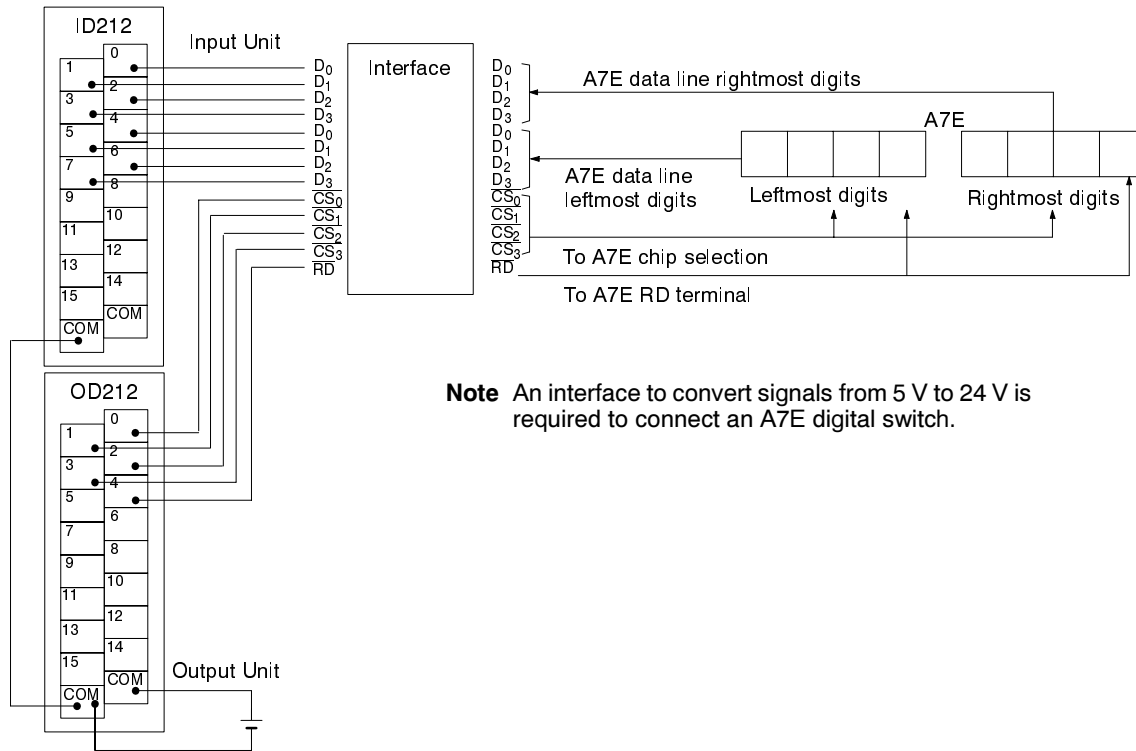 ID212
Input Unit
0
1
2
3
4
5
6
7
8
9
10
11
12
13
14
15
COM
COM
D0
D1
D2
D3
D0
D1
D2
D3
CS0
CS1
CS2
CS3
RD
Interface
D0
D1
D2
D3
D0
D1
D2
D3
CS0
CS1
CS2
CS3
RD
A7E data line rightmost digits
A7E
A7E data line
leftmost digits
Leftmost digits
Rightmost digits
To A7E chip selection
To A7E RD terminal
Note An interface to convert signals from 5 V to 24 V is
required to connect an A7E digital switch.
OD212
0
1
2
3
4
5
6
7
8
9
10
11
12
13
14
15
COM
COM
Output Unit